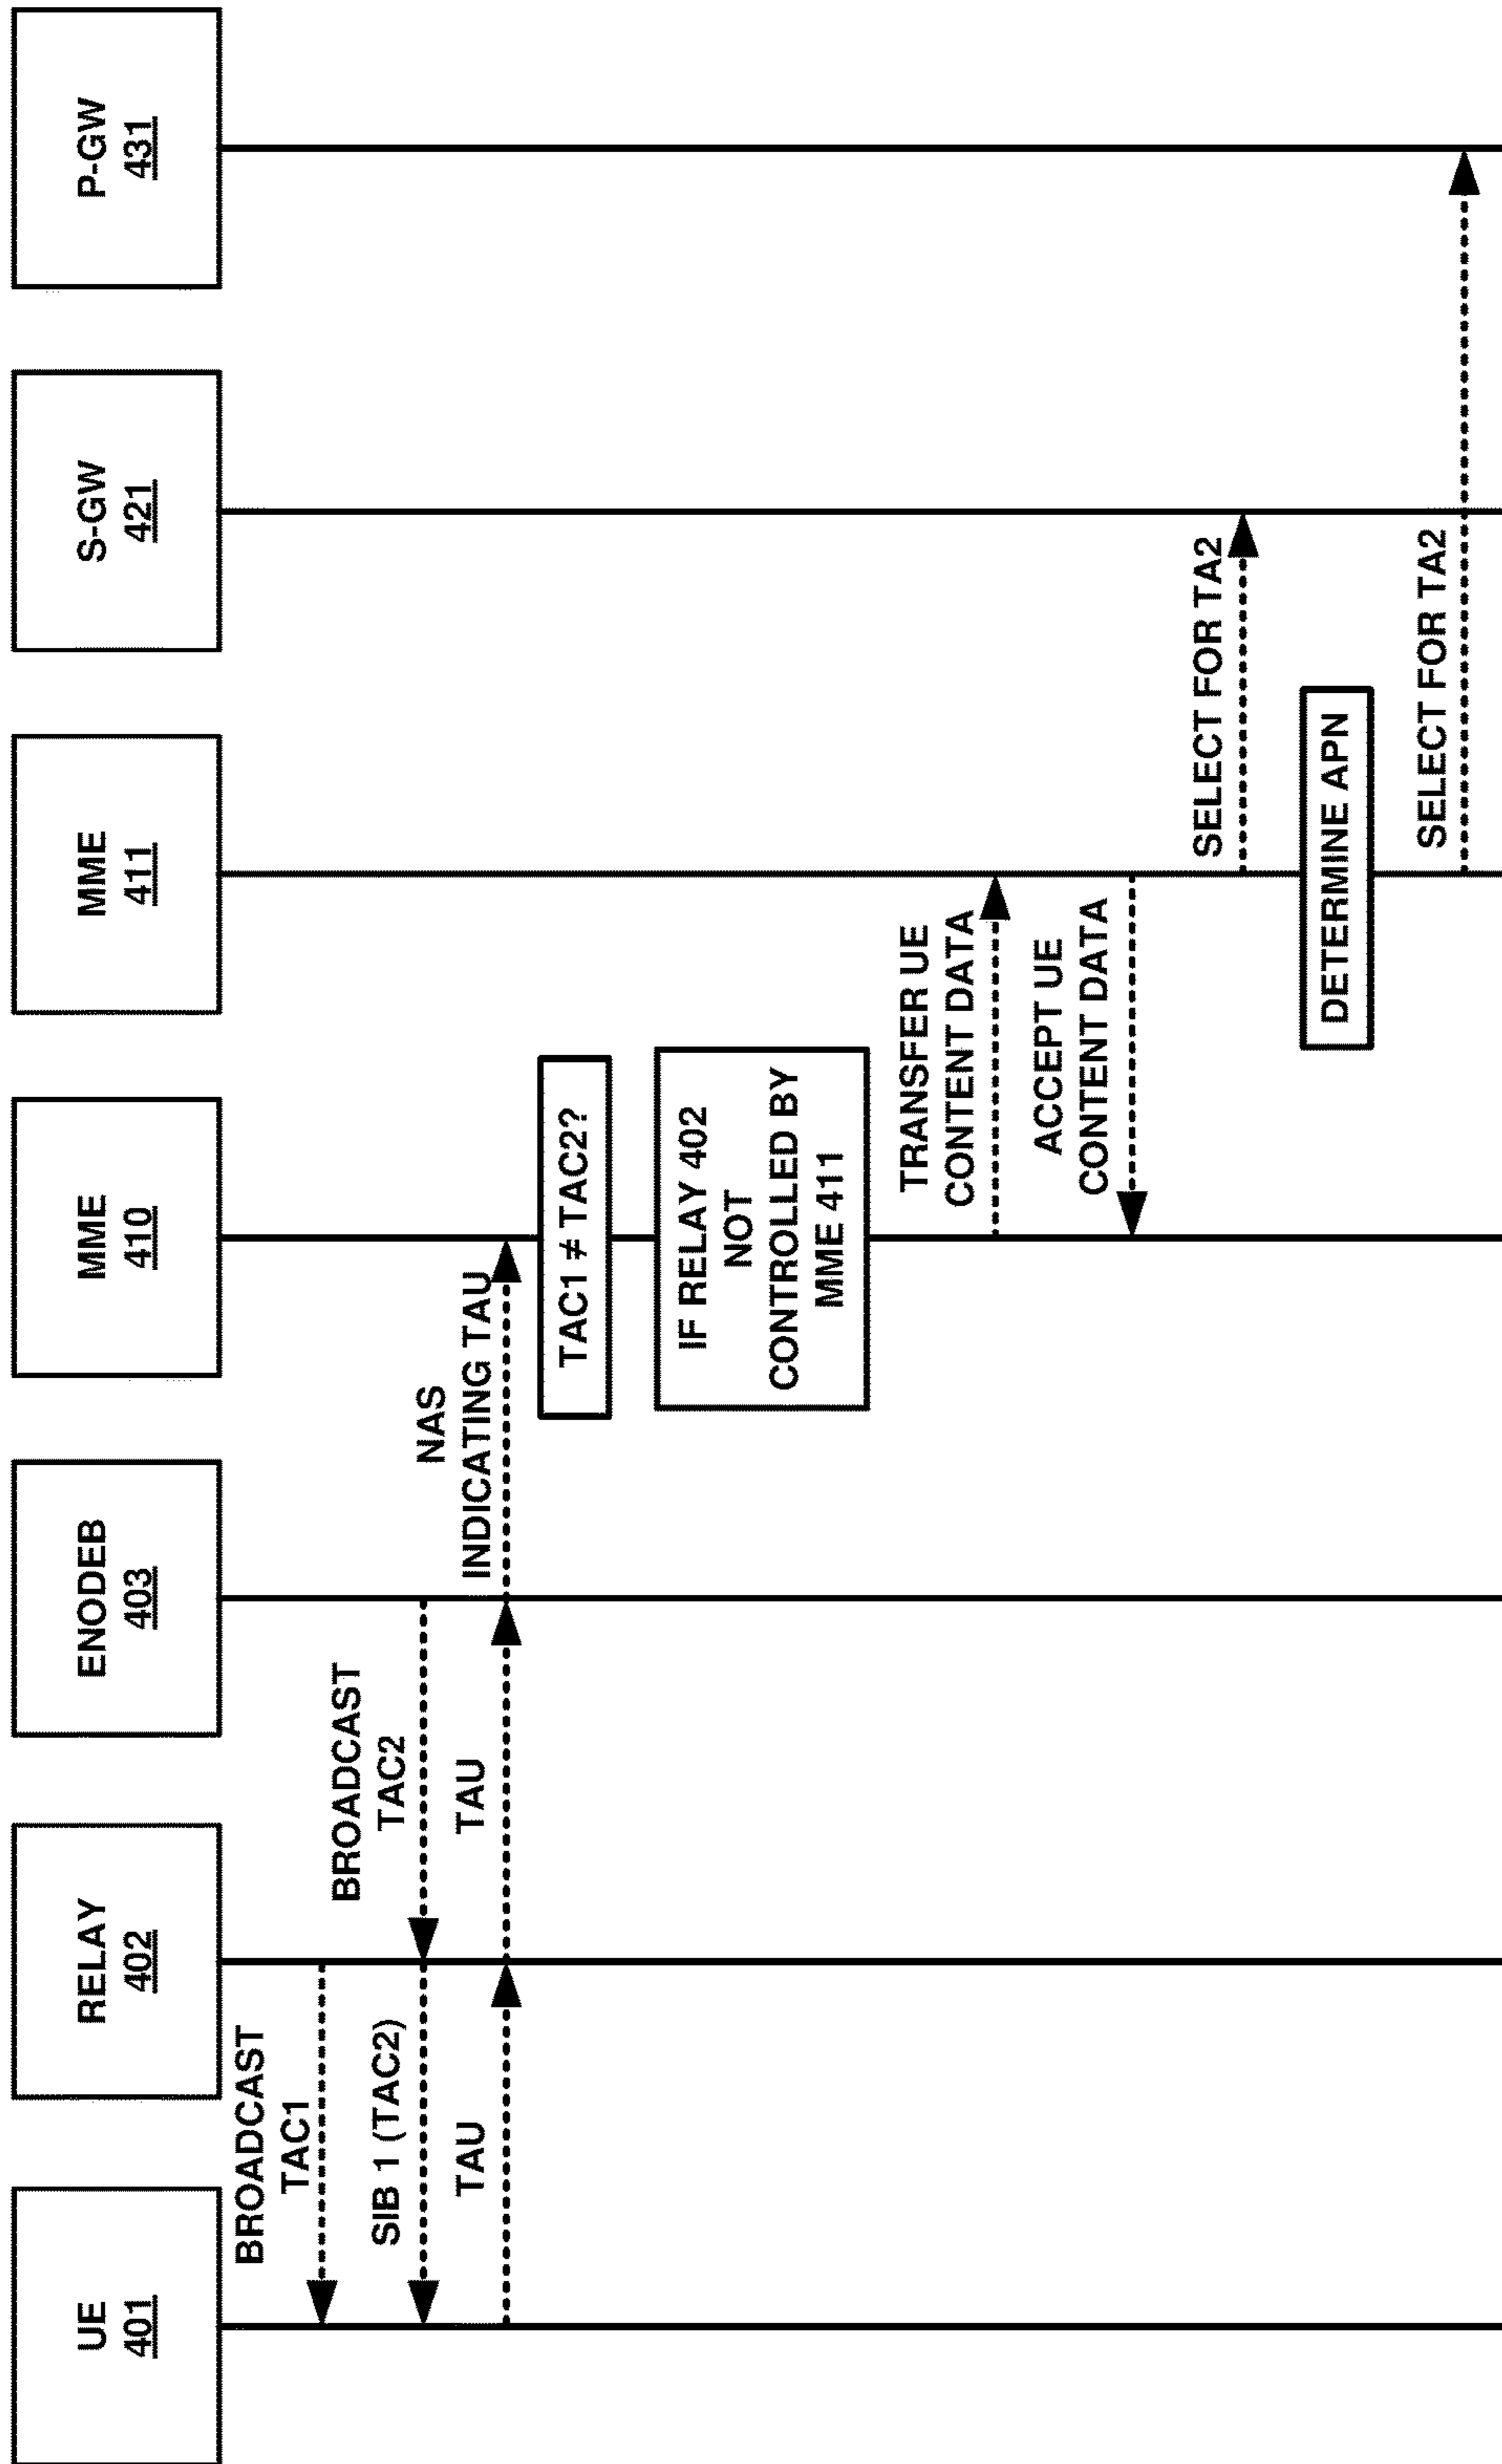 UE
401
RELAY
402
ENODEB
403
MME
410
MME
411
S-GW
421
P-GW
431
BROADCAST
TAC1
BROADCAST
TAC2
SIB 1 (TAC2)
TAU
TAU
NAS
INDICATING TAU
TAC1 ≠ TAC2?
IF RELAY 402
NOT
CONTROLLED BY
MME 411
TRANSFER UE
CONTENT DATA
ACCEPT UE
CONTENT DATA
SELECT FOR TA2
DETERMINE APN
SELECT FOR TA2